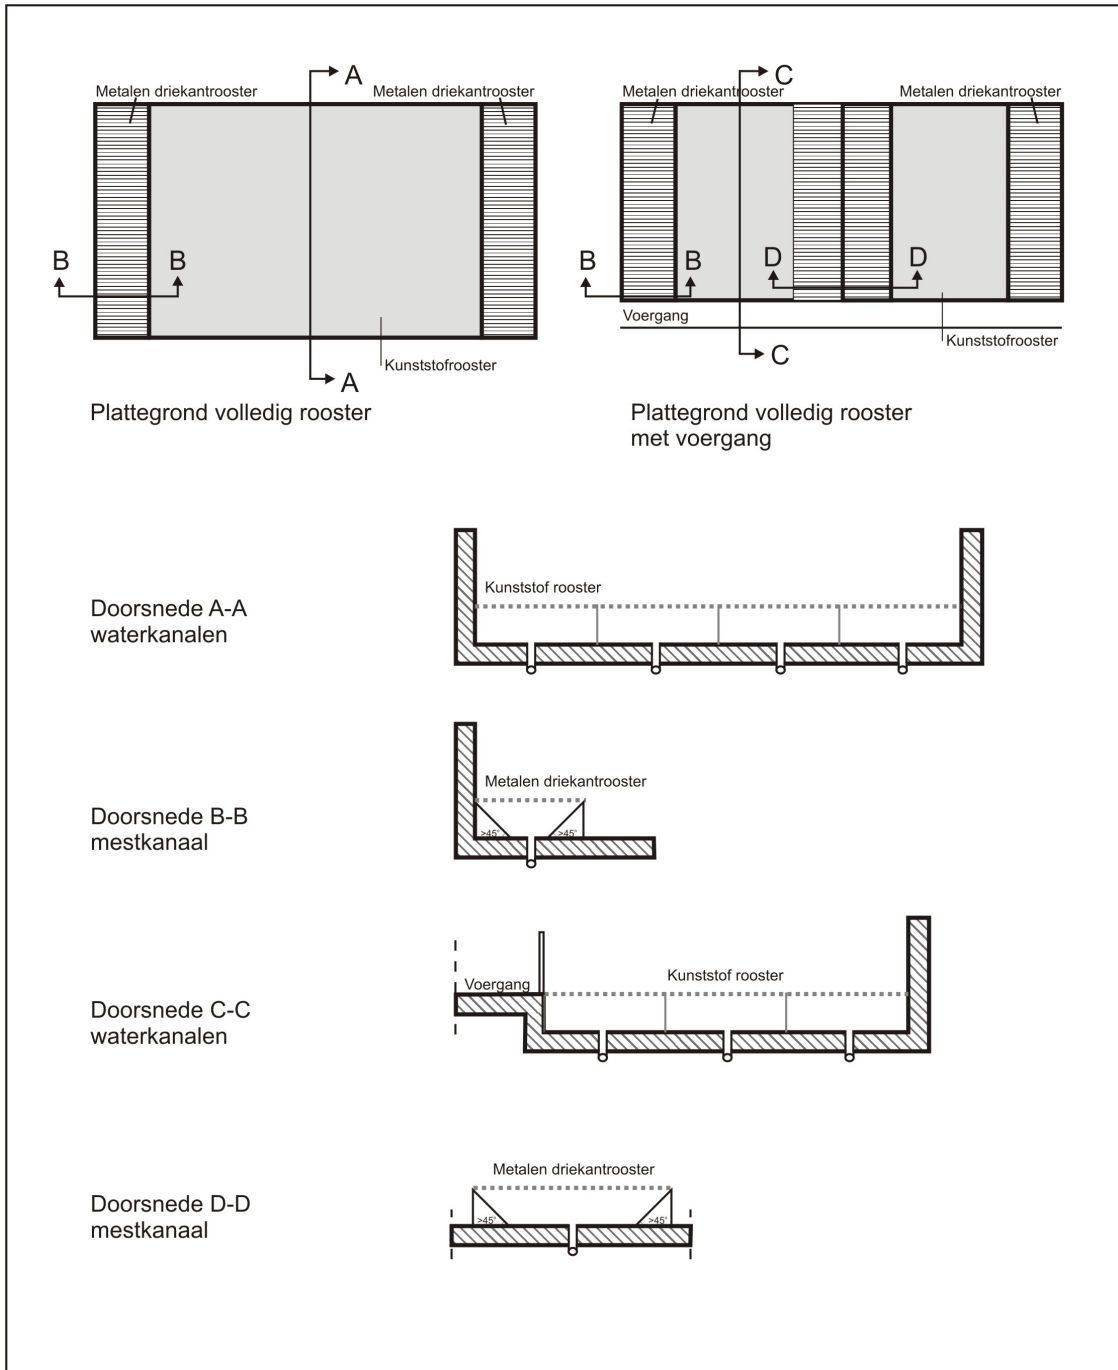 A
C
Metalen driekantrooster
Metalen driekantrooster
Metalen driekantrooster
Metalen driekantrooster
B
B
B
B
D
D
Voergang
Kunststofrooster
C
Kunststofrooster
A
Plattegrond volledig rooster
Plattegrond volledig rooster
met voergang
Kunststof rooster
Doorsnede A-A
waterkanalen
Metalen driekantrooster
Doorsnede B-B
mestkanaal
>45°
>45°
Voergang
Kunststof rooster
Doorsnede C-C
waterkanalen
Metalen driekantrooster
Doorsnede D-D
mestkanaal
>45°
>45°